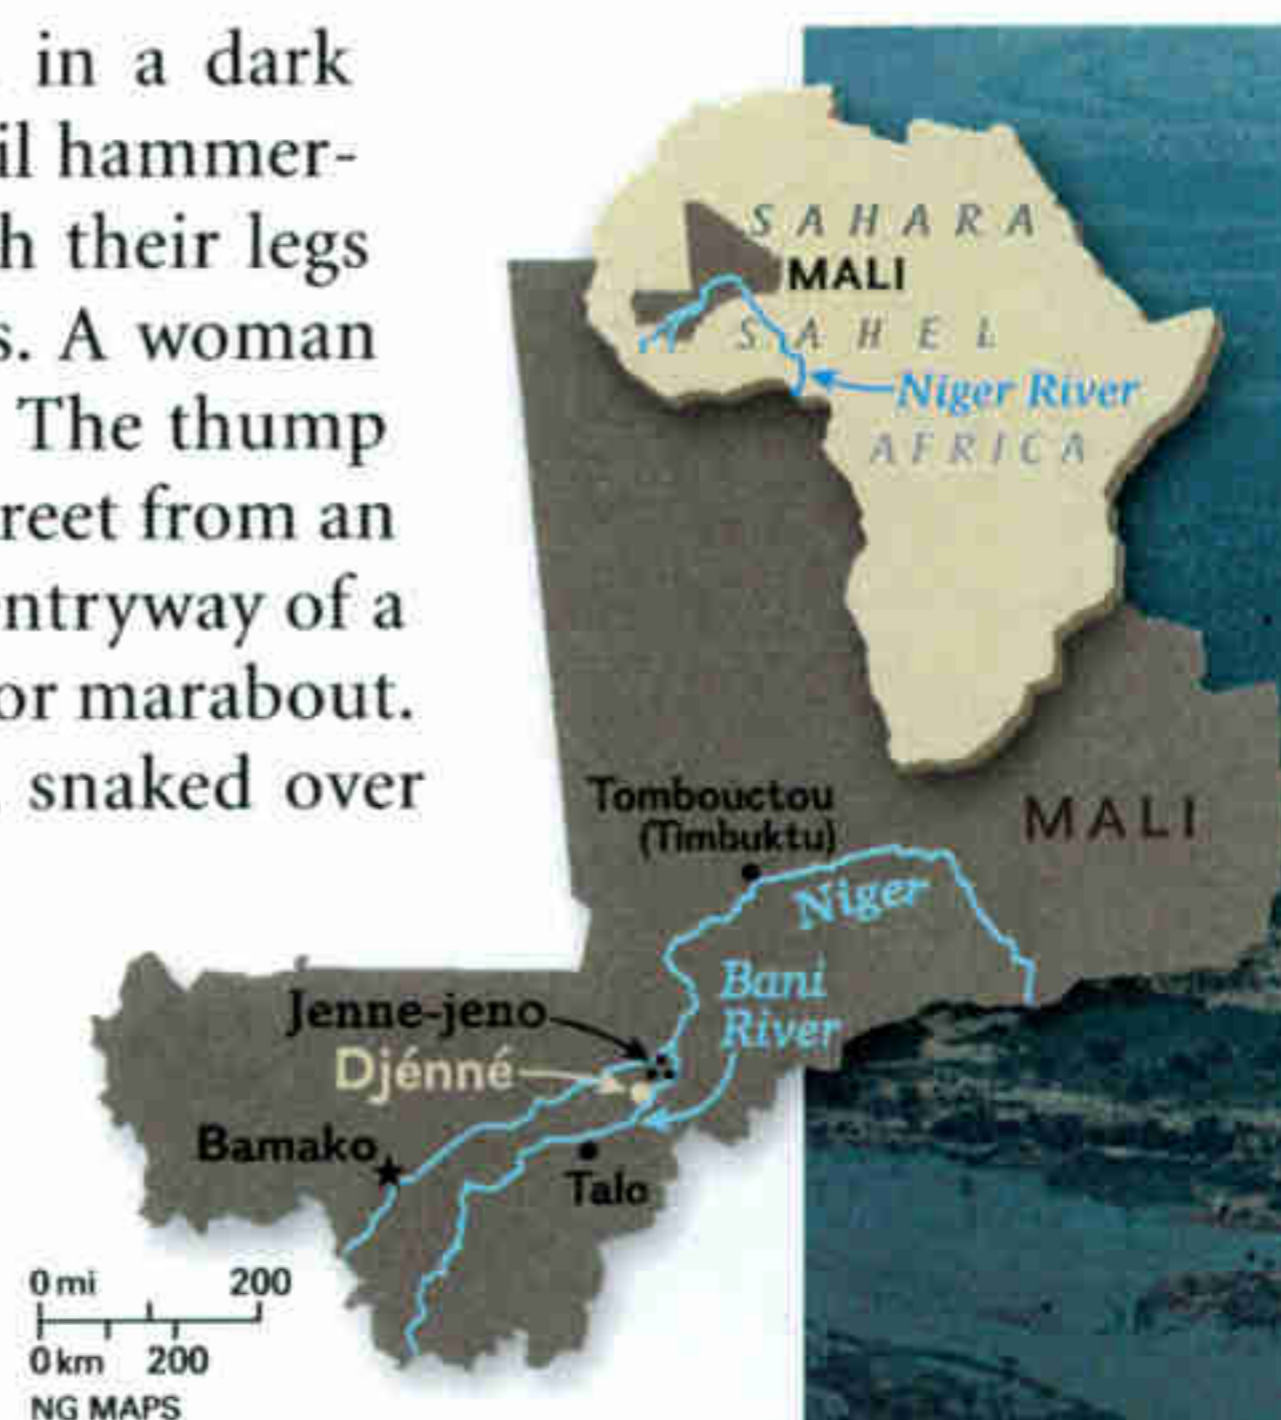 in a dark
il hammer-
h their legs
s. A woman
The thump
reet from an
ntryway of a
or marabout.
snaked over
SAHARA
MALI
SAHEL
Niger River
AFRICA
Tombouctou
(Timbuktu)
MALI
Niger
Bani
River
Jenne-jeno
Djénné
Bamako
Talo
0 mi 200
0 km 200
NG MAPS